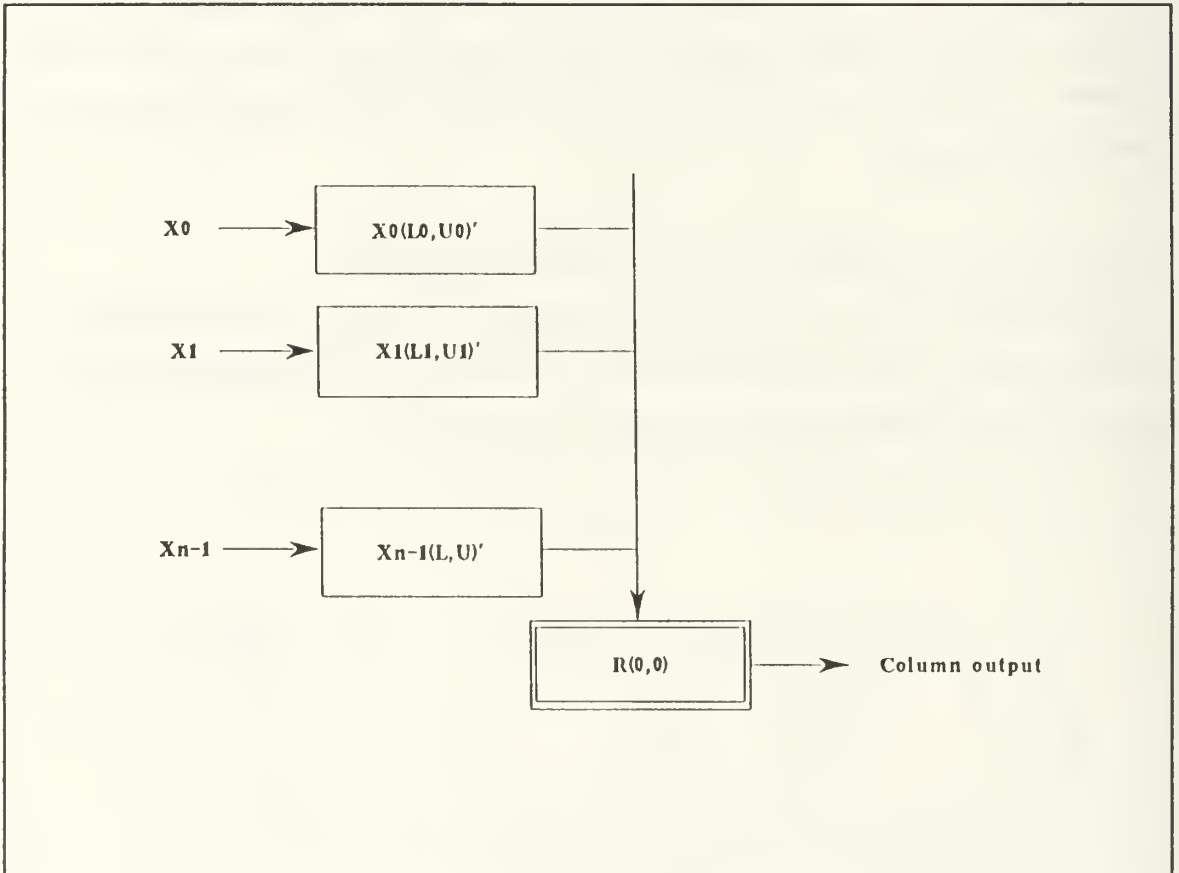 X0 X0(L0,U0)'
X1 X1(L1,U1)'
Xn-1 Xn-1(L,U)'
R(0,0) Column output